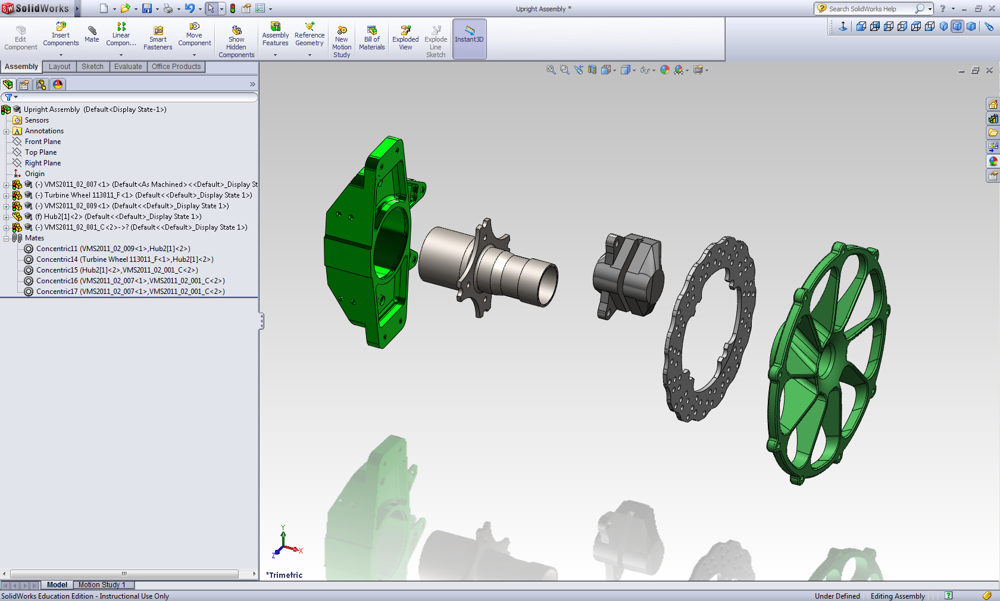 SolidWorks
Upright Assembly *
Search SolidWorks Help
Edit Component
Insert Components
Mate
Linear Compon...
Smart Fasteners
Move Component
Show Hidden Components
Assembly Features
Reference Geometry
New Motion Study
Bill of Materials
Exploded View
Explode Line Sketch
Instant3D
Assembly Layout Sketch Evaluate Office Products
Upright Assembly (Default<Display State-1>)
Sensors
Annotations
Front Plane
Top Plane
Right Plane
Origin
(-) VMS2011_02_007<1> (Default<As Machined><<Default>_Display St
(-) Turbine Wheel 113011_F<1> (Default<<Default>_Display State 1>)
(-) VMS2011_02_009<1> (Default<<Default>_Display State 1>)
(f) Hub2[1]<2> (Default<<Default>_Display State 1>)
(-) VMS2011_02_001_C<2>->? (Default<<Default>_Display State 1>)
Mates
Concentric11 (VMS2011_02_009<1>,Hub2[1]<2>)
Concentric14 (Turbine Wheel 113011_F<1>,Hub2[1]<2>)
Concentric15 (Hub2[1]<2>,VMS2011_02_001_C<2>)
Concentric16 (VMS2011_02_007<1>,VMS2011_02_001_C<2>)
Concentric17 (VMS2011_02_007<1>,VMS2011_02_001_C<2>)
Y
X
Z
*Trimetric
Model Motion Study 1
SolidWorks Education Edition - Instructional Use Only
Under Defined Editing Assembly